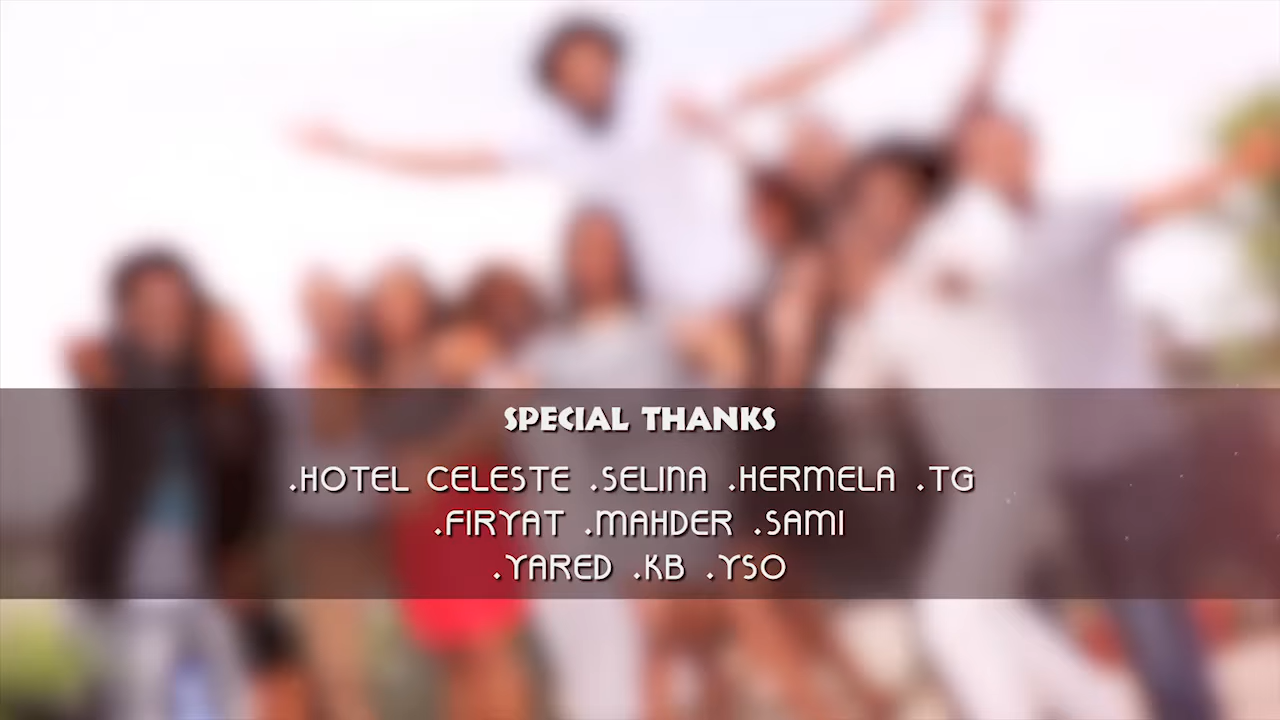 SPECIAL THANKS
.HOTEL CELESTE .SELINA .HERMELA .TG
.FIRYAT .MAHDER .SAMI
.YARED .KB .YSO